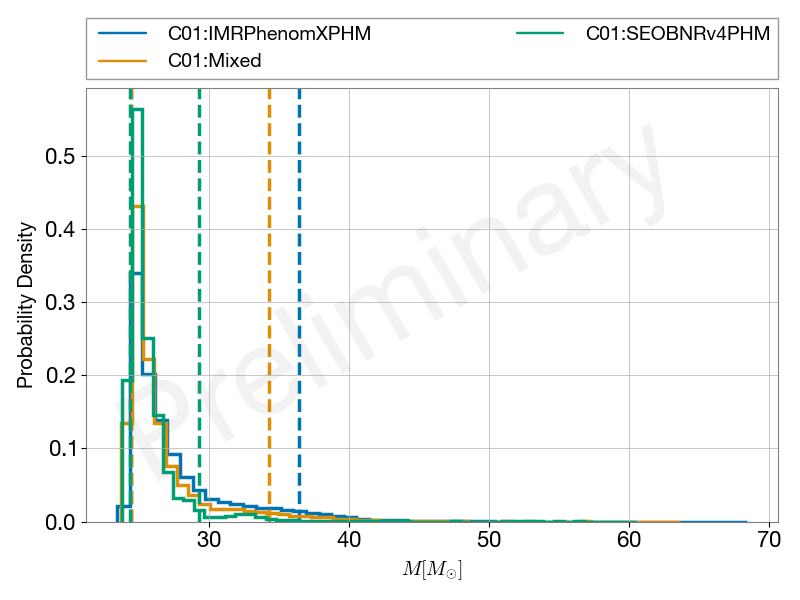 C01:IMRPhenomXPHM
C01:Mixed
C01:SEOBNRv4PHM
Preliminary
Probability Density
0.5
0.4
0.3
0.2
0.1
0.0
30
40
50
60
70
M[M⊙]